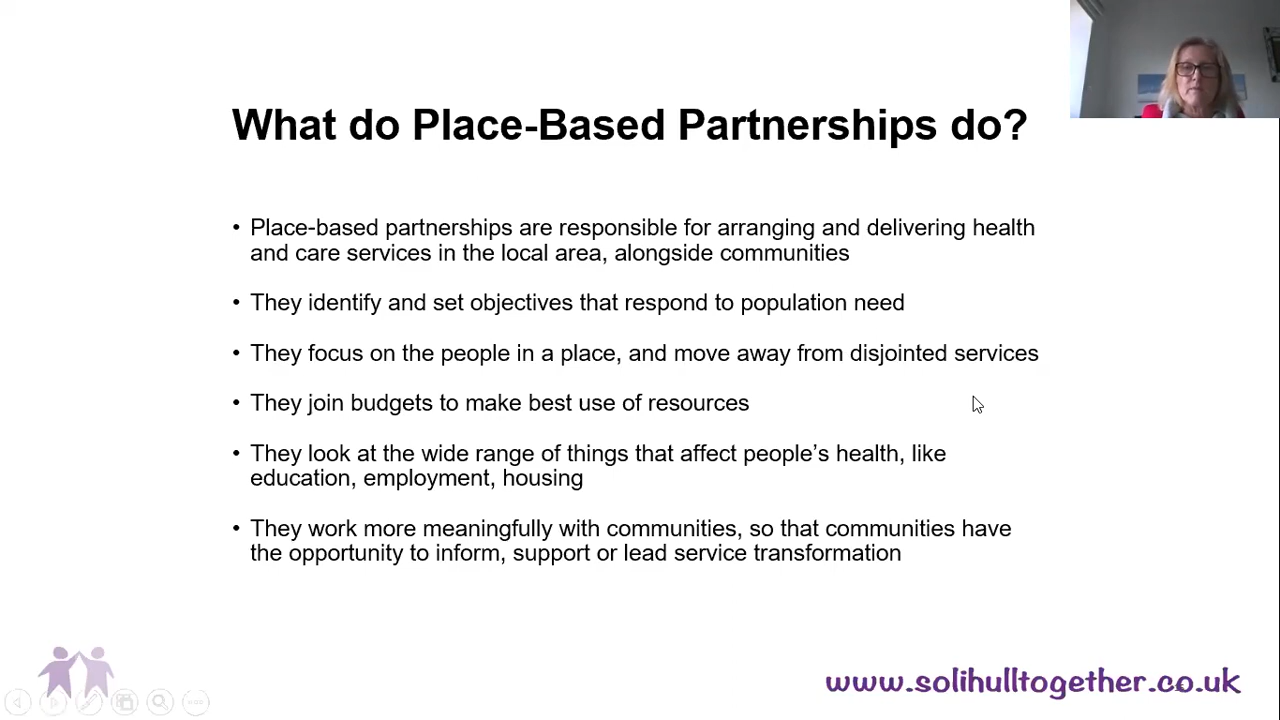 What do Place-Based Partnerships do?
• Place-based partnerships are responsible for arranging and delivering health
and care services in the local area, alongside communities
• They identify and set objectives that respond to population need
• They focus on the people in a place, and move away from disjointed services
• They join budgets to make best use of resources
• They look at the wide range of things that affect people’s health, like
education, employment, housing
• They work more meaningfully with communities, so that communities have
the opportunity to inform, support or lead service transformation
www.solihulltogether.co.uk